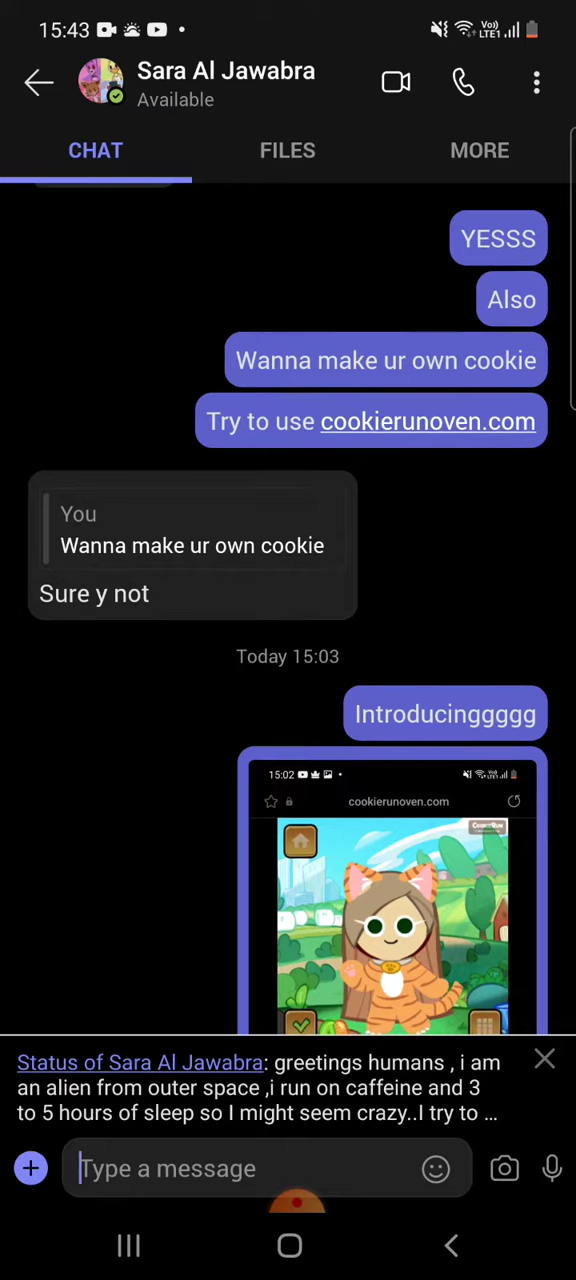 15:43
LTE1
Sara Al Jawabra
Available
CHAT
FILES
MORE
YESSS
Also
Wanna make ur own cookie
Try to use cookierunoven.com
You
Wanna make ur own cookie
Sure y not
Today 15:03
Introducinggggg
15:02
cookierunoven.com
Status of Sara Al Jawabra: greetings humans , i am
an alien from outer space ,i run on caffeine and 3
to 5 hours of sleep so I might seem crazy..I try to ...
Type a message